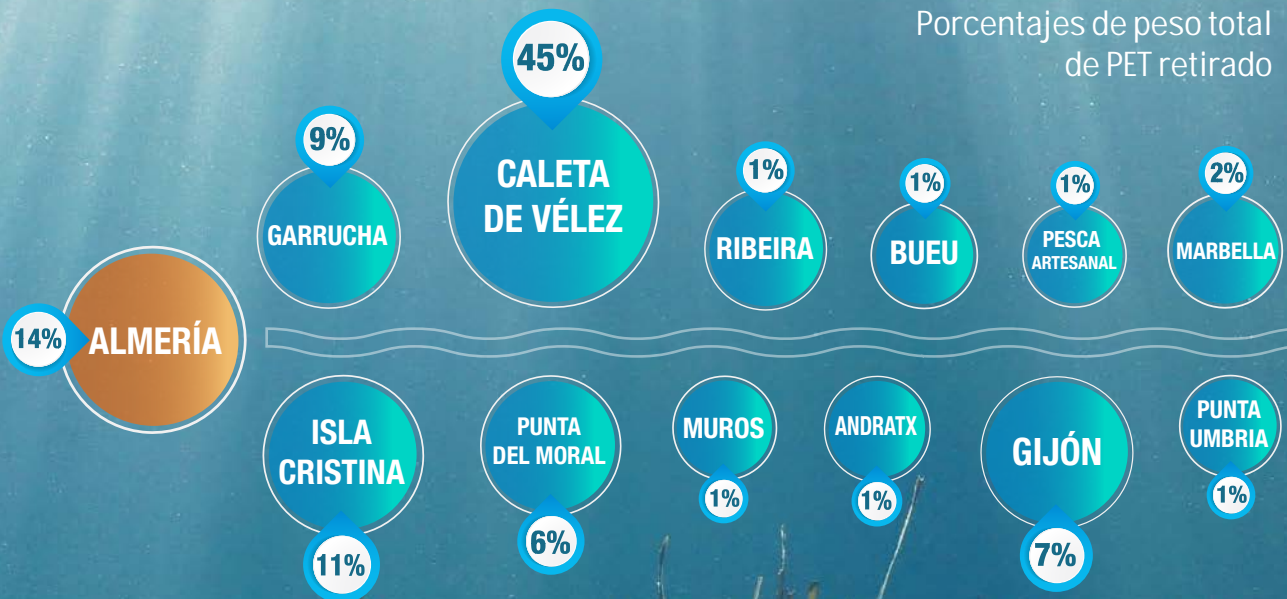 Porcentajes de peso total
de PET retirado
45%
CALETA
DE VÉLEZ
9%
GARRUCHA
1%
RIBEIRA
1%
BUEU
1%
PESCA
ARTESANAL
2%
MARBELLA
14%
ALMERÍA
ISLA
CRISTINA
11%
PUNTA
DEL MORAL
6%
MUROS
1%
ANDRATX
1%
GIJÓN
7%
PUNTA
UMBRIA
1%